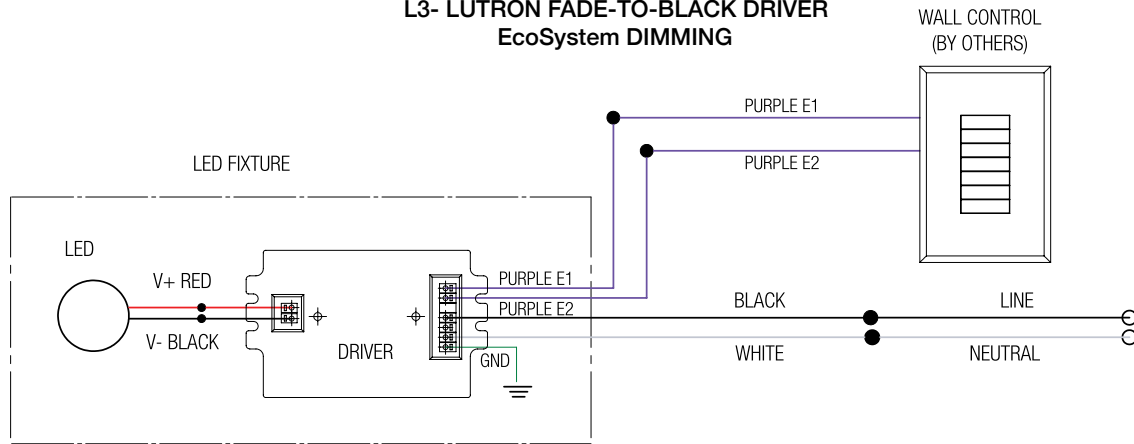 L3- LUTRON FADE-TO-BLACK DRIVER
EcoSystem DIMMING
WALL CONTROL
(BY OTHERS)
PURPLE E1
PURPLE E2
LED FIXTURE
LED
V+ RED
V- BLACK
DRIVER
PURPLE E1
PURPLE E2
GND
BLACK
LINE
WHITE
NEUTRAL